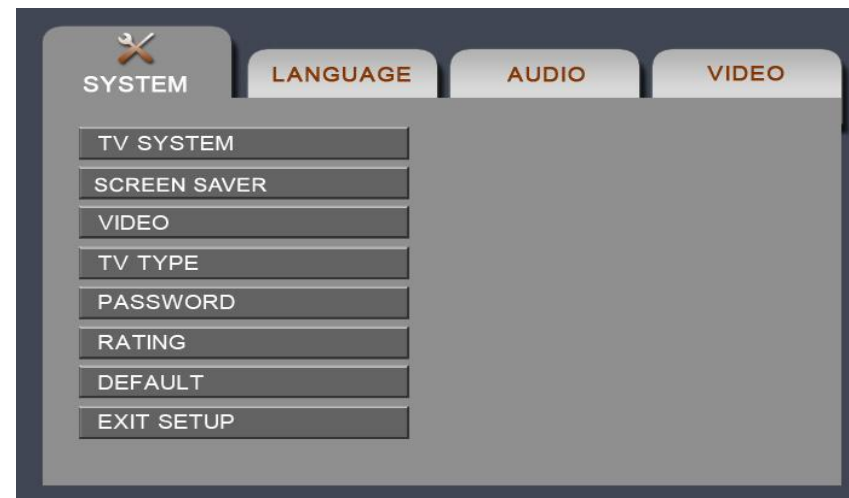 SYSTEM
LANGUAGE
AUDIO
VIDEO
TV SYSTEM
SCREEN SAVER
VIDEO
TV TYPE
PASSWORD
RATING
DEFAULT
EXIT SETUP